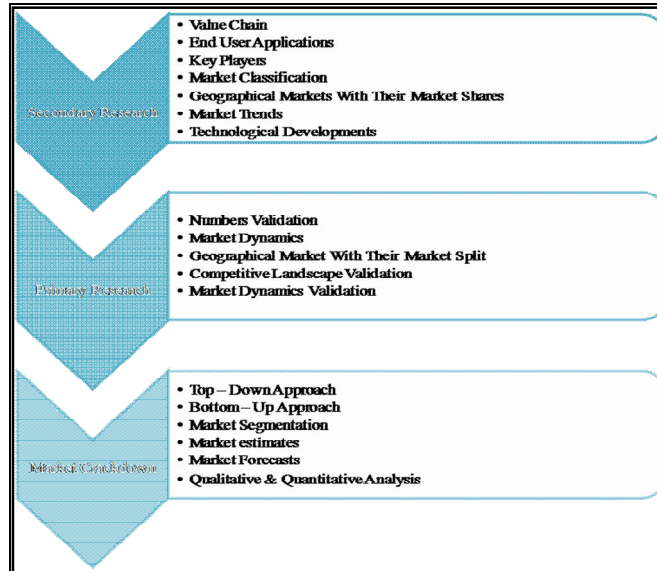 Secondary Research
• Value Chain
• End User Applications
• Key Players
• Market Classification
• Geographical Markets With Their Market Shares
• Market Trends
• Technological Developments
Primary Research
• Numbers Validation
• Market Dynamics
• Geographical Market With Their Market Split
• Competitive Landscape Validation
• Market Dynamics Validation
Market Crackdown
• Top – Down Approach
• Bottom – Up Approach
• Market Segmentation
• Market estimates
• Market Forecasts
• Qualitative & Quantitative Analysis